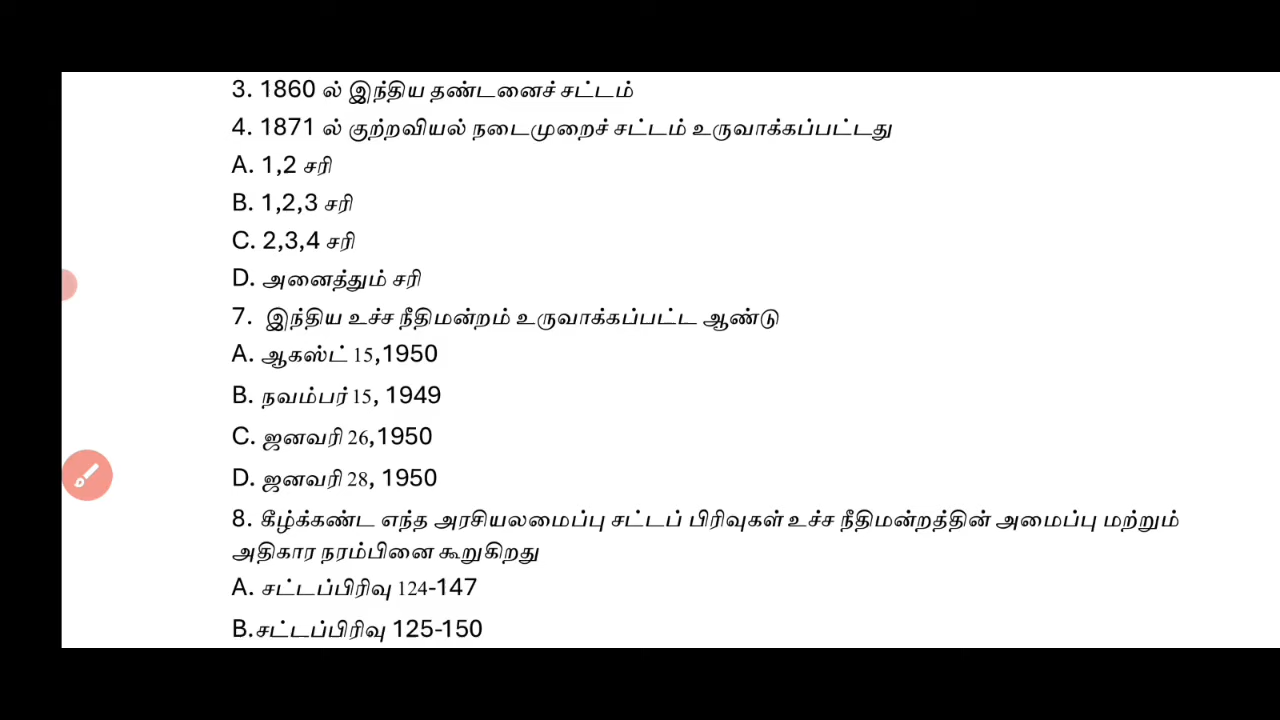 3. 1860 ல் இந்திய தண்டனைச் சட்டம்
4. 1871 ல் குற்றவியல் நடைமுறைச் சட்டம் உருவாக்கப்பட்டது
A. 1,2 சரி
B. 1,2,3 சரி
C. 2,3,4 சரி
D. அனைத்தும் சரி
7. இந்திய உச்ச நீதிமன்றம் உருவாக்கப்பட்ட ஆண்டு
A. ஆகஸ்ட் 15,1950
B. நவம்பர் 15, 1949
C. ஜனவரி 26,1950
D. ஜனவரி 28, 1950
8. கீழ்க்கண்ட எந்த அரசியலமைப்பு சட்டப் பிரிவுகள் உச்ச நீதிமன்றத்தின் அமைப்பு மற்றும்
அதிகார நரம்பினை கூறுகிறது
A. சட்டப்பிரிவு 124-147
B.சட்டப்பிரிவு 125-150